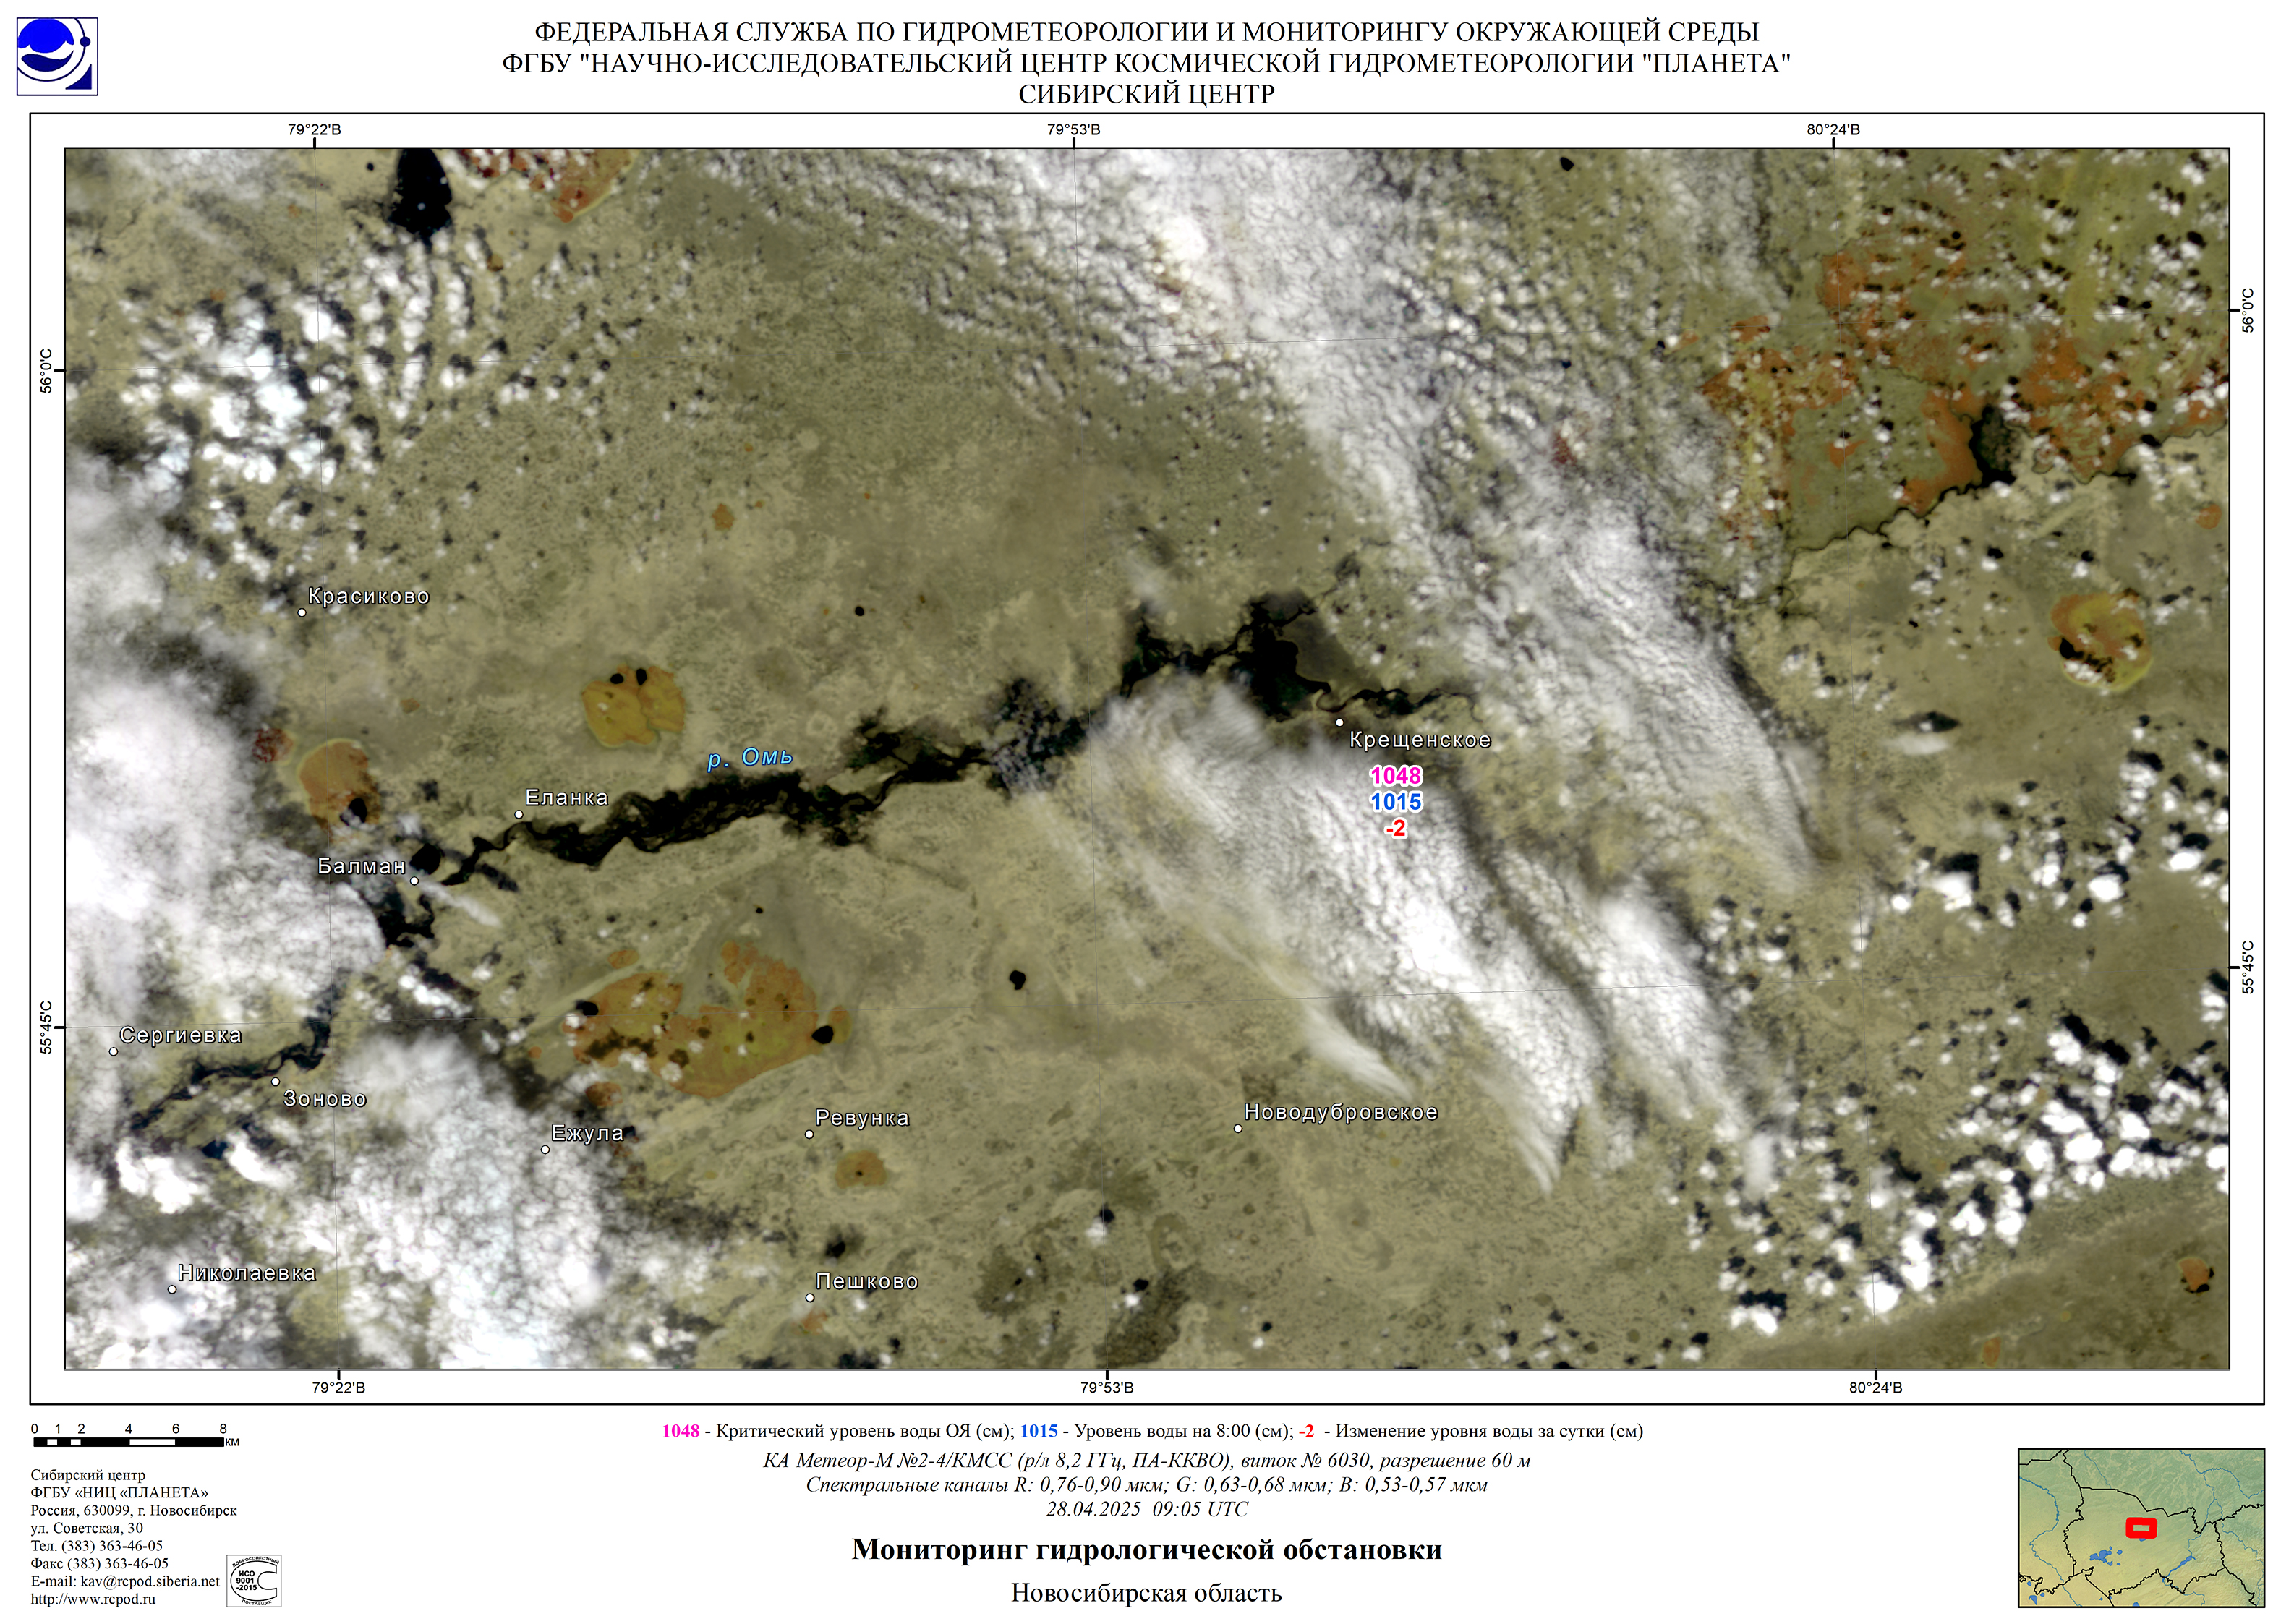 ФЕДЕРАЛЬНАЯ СЛУЖБА ПО ГИДРОМЕТЕОРОЛОГИИ И МОНИТОРИНГУ ОКРУЖАЮЩЕЙ СРЕДЫ
ФГБУ "НАУЧНО-ИССЛЕДОВАТЕЛЬСКИЙ ЦЕНТР КОСМИЧЕСКОЙ ГИДРОМЕТЕОРОЛОГИИ "ПЛАНЕТА"
СИБИРСКИЙ ЦЕНТР
79°22'В 79°53'В 80°24'В
56°0'С
56°0'С
Красиково
Крещенское
р. Омь
1048
1015
-2
Еланка
Балман
55°45'С
55°45'С
Сергиевка
Зоново
Ежула
Ревунка
Новодубровское
Николаевка
Пешково
79°22'В 79°53'В 80°24'В
0 1 2 4 6 8
км
1048 - Критический уровень воды ОЯ (см); 1015 - Уровень воды на 8:00 (см); -2 - Изменение уровня воды за сутки (см)
КА Метеор-М №2-4/КМСС (р/л 8,2 ГГц, ПА-ККВО), виток № 6030, разрешение 60 м
Спектральные каналы R: 0,76-0,90 мкм; G: 0,63-0,68 мкм; B: 0,53-0,57 мкм
28.04.2025 09:05 UTC
Мониторинг гидрологической обстановки
Новосибирская область
Сибирский центр
ФГБУ «НИЦ «ПЛАНЕТА»
Россия, 630099, г. Новосибирск
ул. Советская, 30
Тел. (383) 363-46-05
Факс (383) 363-46-05
E-mail: kav@rcpod.siberia.net
http://www.rcpod.ru
ДОБРОСОВЕСТНЫЙ
ИСО
9001
-2015
ПОСТАВЩИК